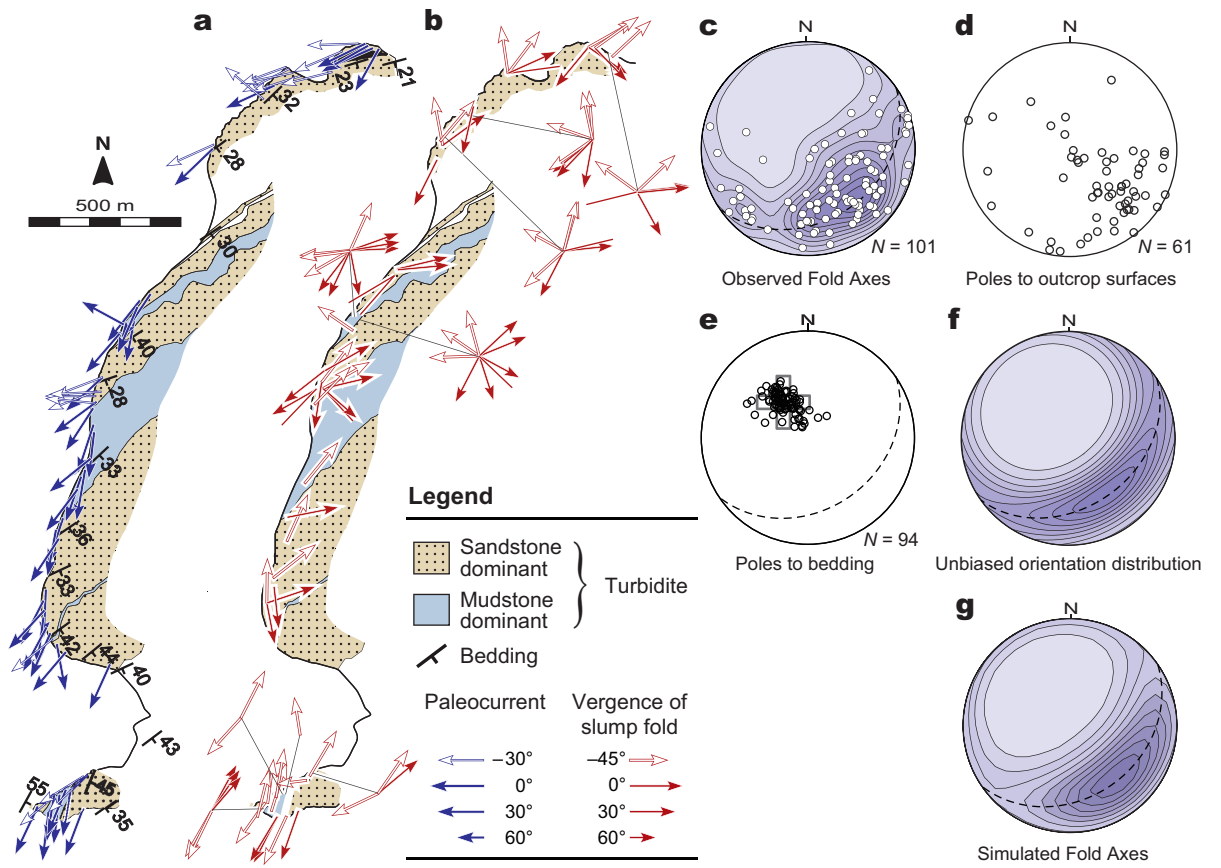 a
b
c
d
N
N
21
23
32
28
N
500 m
30
N = 101
N = 61
Observed Fold Axes
Poles to outcrop surfaces
e
f
N
N
40
28
33
N = 94
Poles to bedding
Unbiased orientation distribution
Legend
Sandstone
dominant
Mudstone
dominant
Turbidite
Bedding
36
33
42
44
40
43
g
N
Paleocurrent
Vergence of
slump fold
–30°
–45°
0°
0°
30°
30°
60°
60°
55
45
35
Simulated Fold Axes